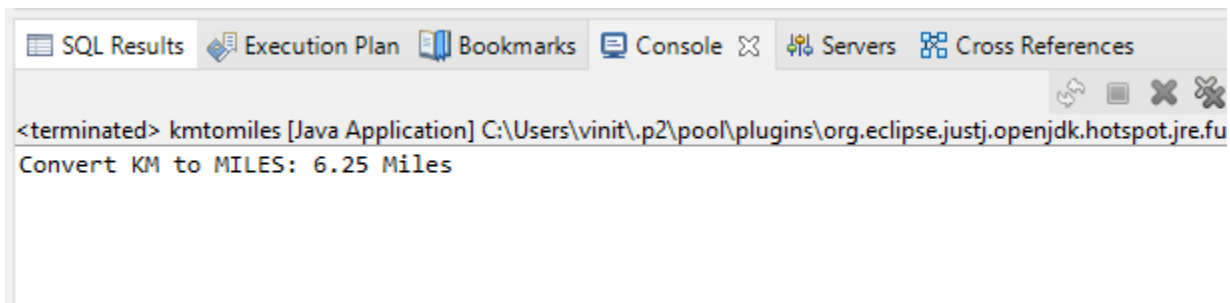 SQL Results Execution Plan Bookmarks Console Servers Cross References
<terminated> kmtomiles [Java Application] C:\Users\vinit\.p2\pool\plugins\org.eclipse.justj.openjdk.hotspot.jre.fu
Convert KM to MILES: 6.25 Miles